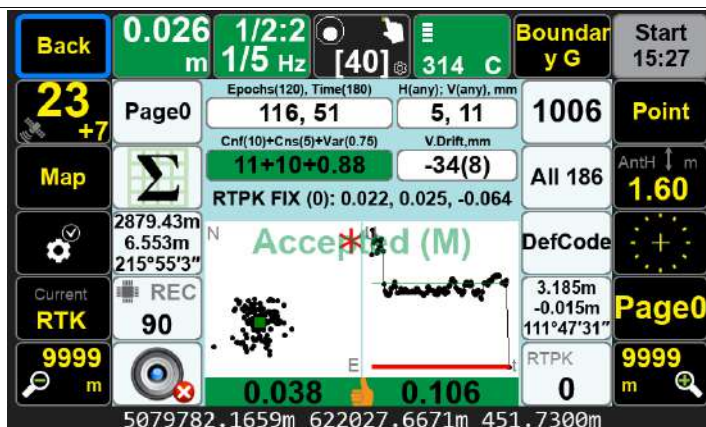 Back
0.026
m
1/2:2
1/5 Hz
[40]
314 C
Boundar
y G
Start
15:27
23
+7
Page0
Epochs(120), Time(180)
116, 51
H(any); V(any), mm
5, 11
1006
Point
Cnf(10)+Cns(5)+Var(0.75)
11+10+0.88
V.Drift,mm
-34(8)
Map
Σ
All 186
AntH m
1.60
RTPK FIX (0): 0.022, 0.025, -0.064
2879.43m
6.553m
215°55'3"
N
Accepted (M)
DefCode
Current
RTK
REC
90
3.185m
-0.015m
111°47'31"
Page0
E
t
9999
m
0.038
0.106
RTPK
0
9999
m
5079782.1659m 622027.6671m 451.7300m